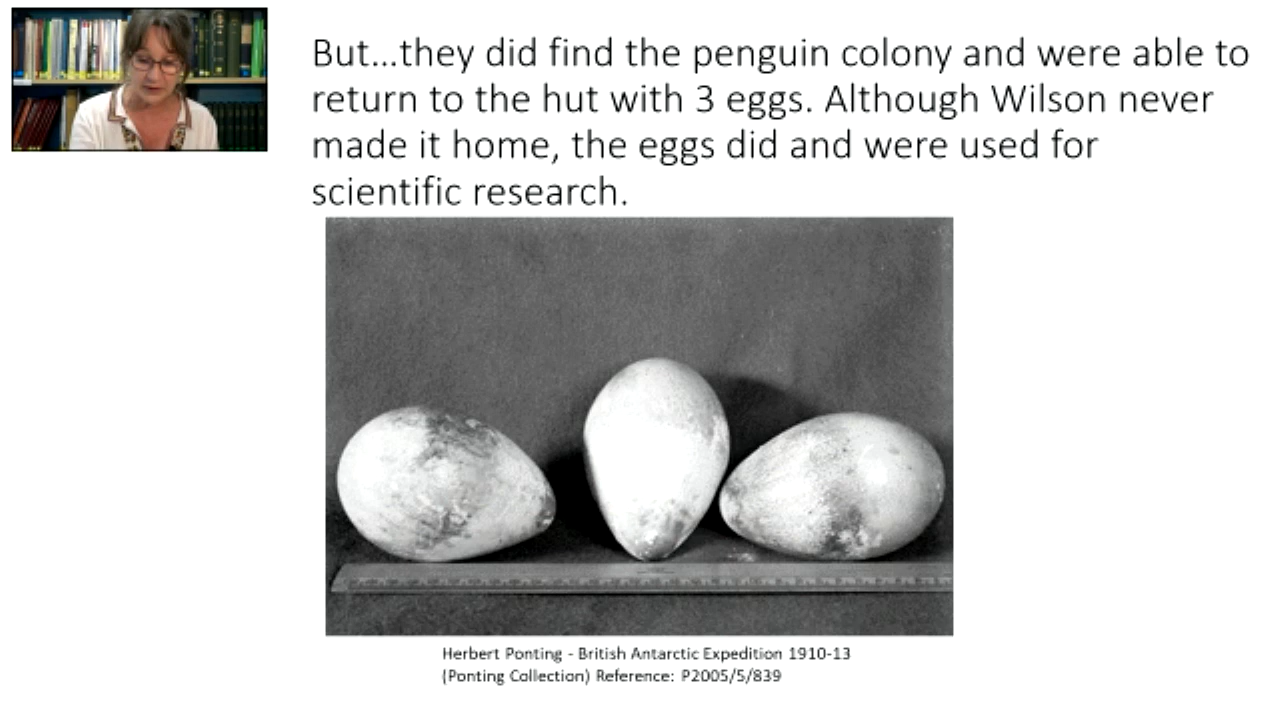 But...they did find the penguin colony and were able to
return to the hut with 3 eggs. Although Wilson never
made it home, the eggs did and were used for
scientific research.
Herbert Ponting - British Antarctic Expedition 1910-13
(Ponting Collection) Reference: P2005/5/839